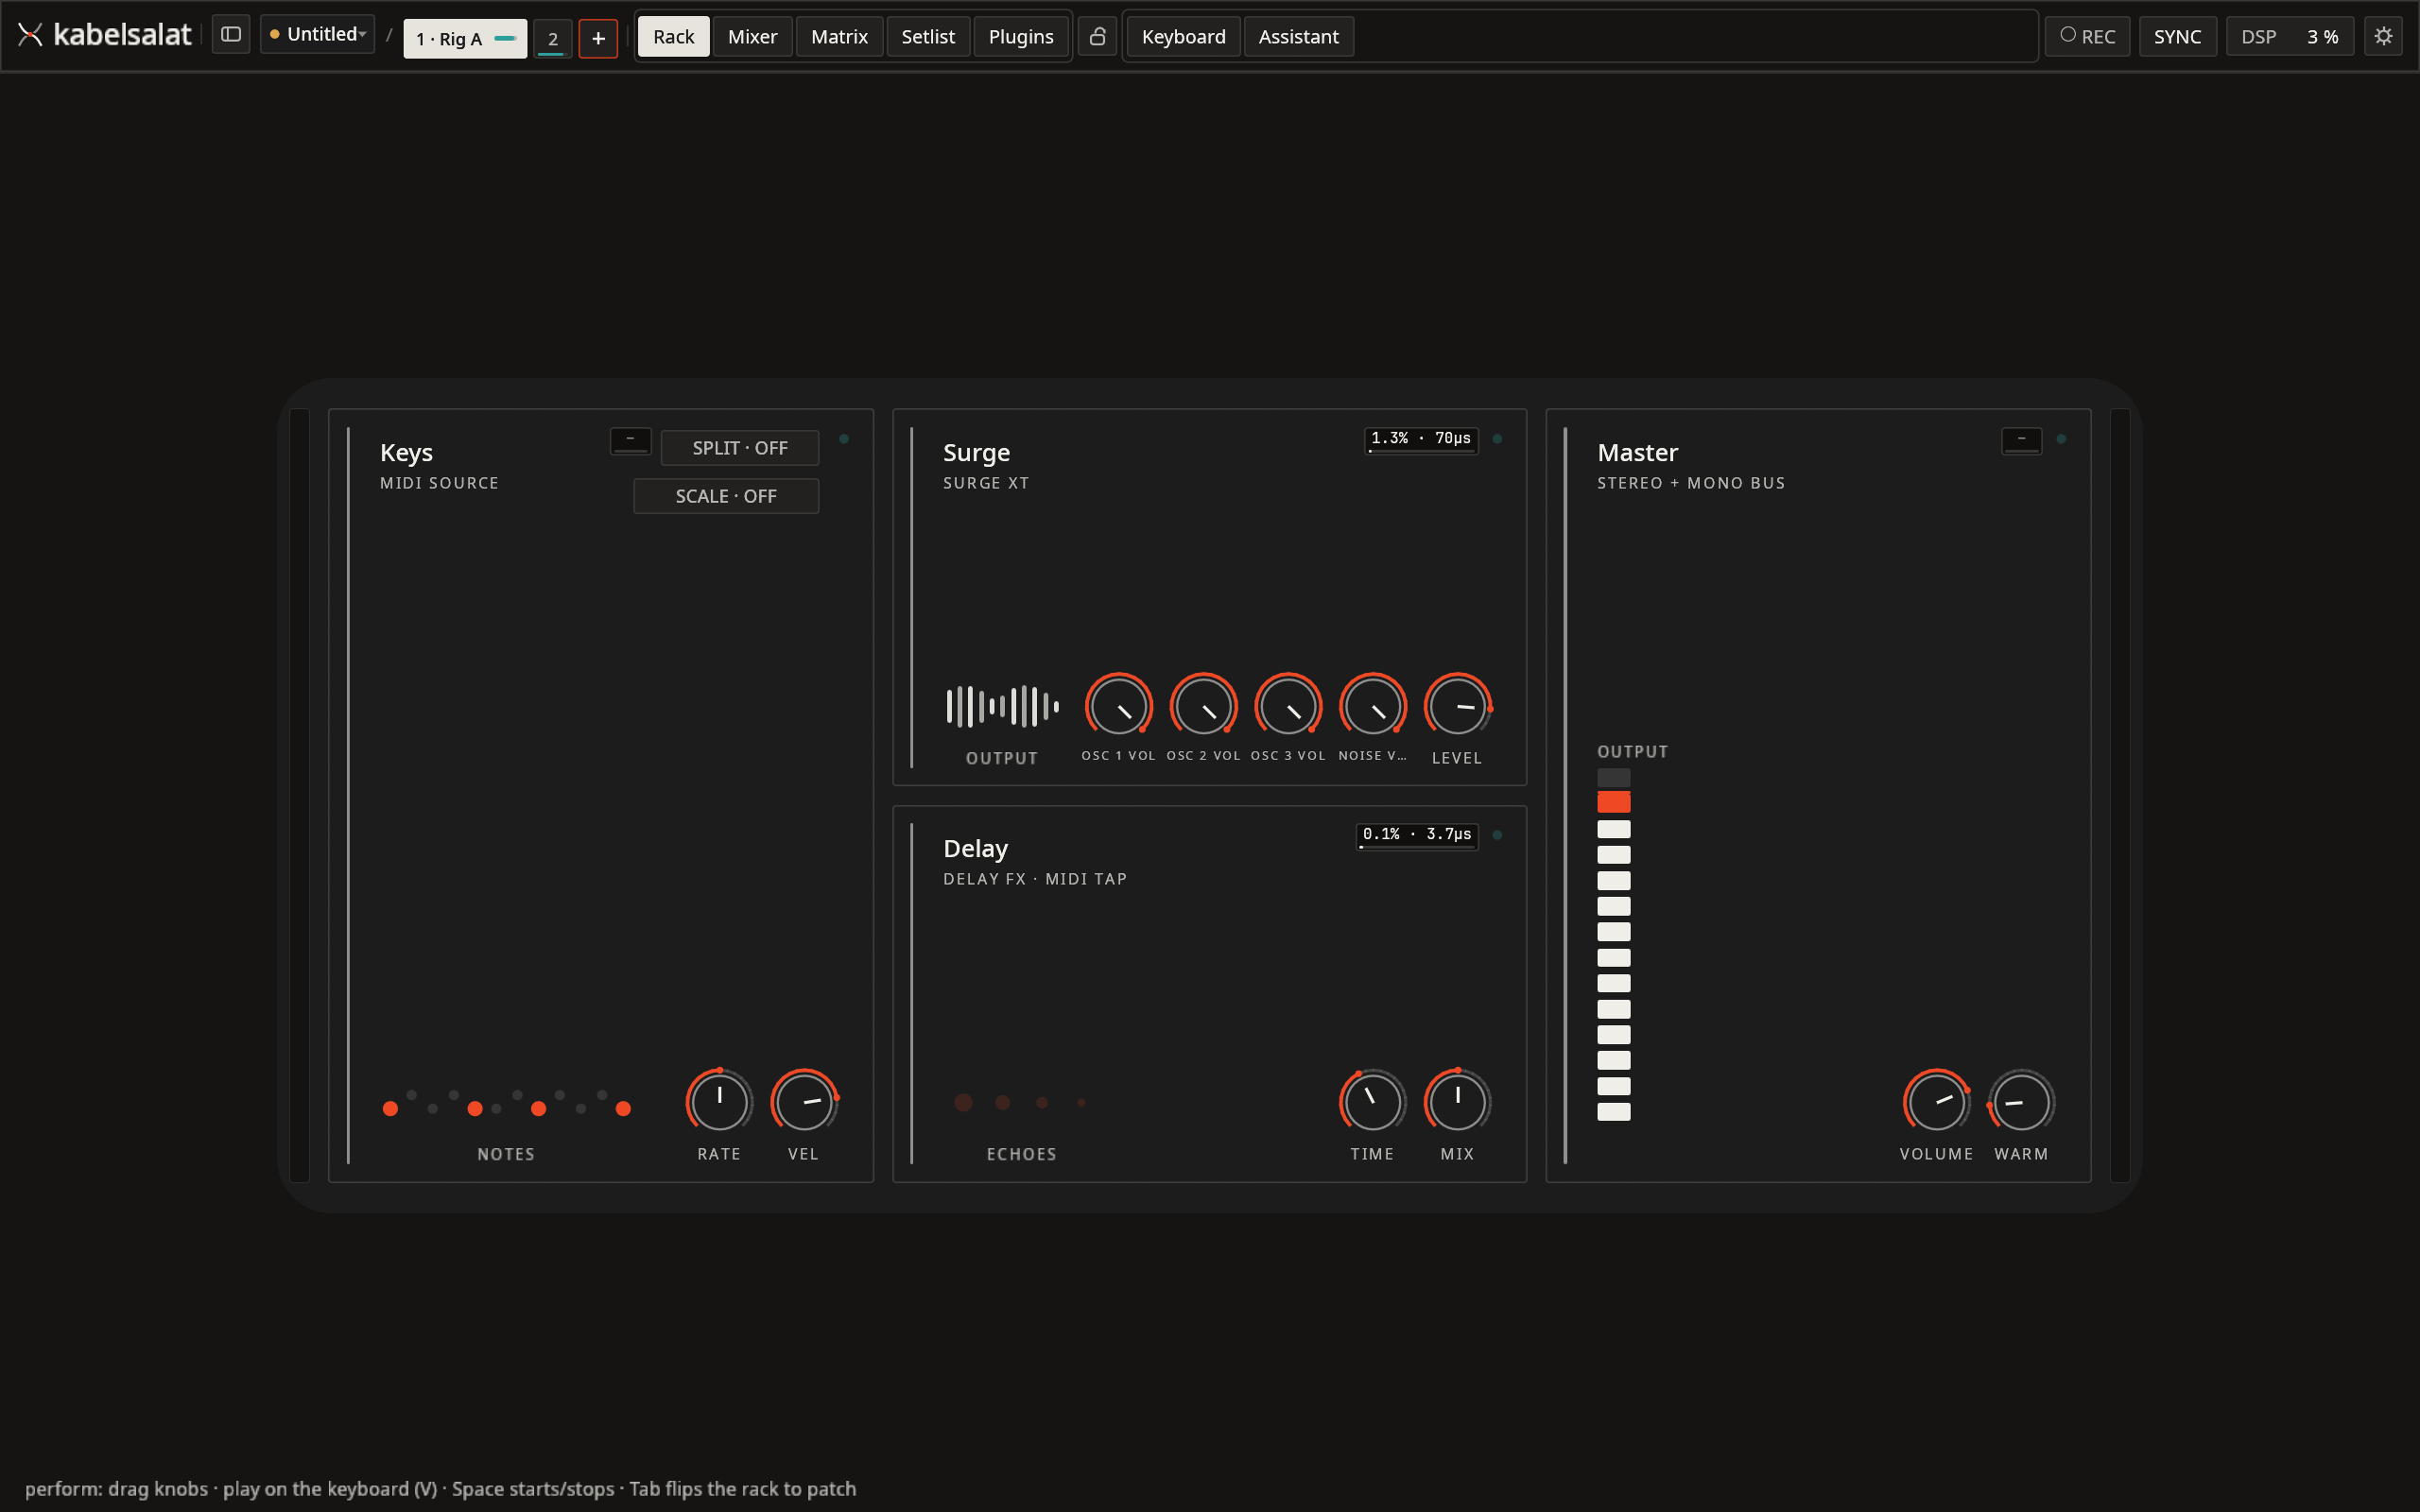 kabelsalat
Untitled / 1 · Rig A 2 +
Rack Mixer Matrix Setlist Plugins
Keyboard Assistant
REC SYNC DSP 3 %
Keys
MIDI SOURCE
–
SPLIT · OFF
SCALE · OFF
NOTES
RATE
VEL
Surge
SURGE XT
1.3% · 70µs
OUTPUT
OSC 1 VOL
OSC 2 VOL
OSC 3 VOL
NOISE V…
LEVEL
Delay
DELAY FX · MIDI TAP
0.1% · 3.7µs
ECHOES
TIME
MIX
Master
STEREO + MONO BUS
–
OUTPUT
VOLUME
WARM
perform: drag knobs · play on the keyboard (V) · Space starts/stops · Tab flips the rack to patch